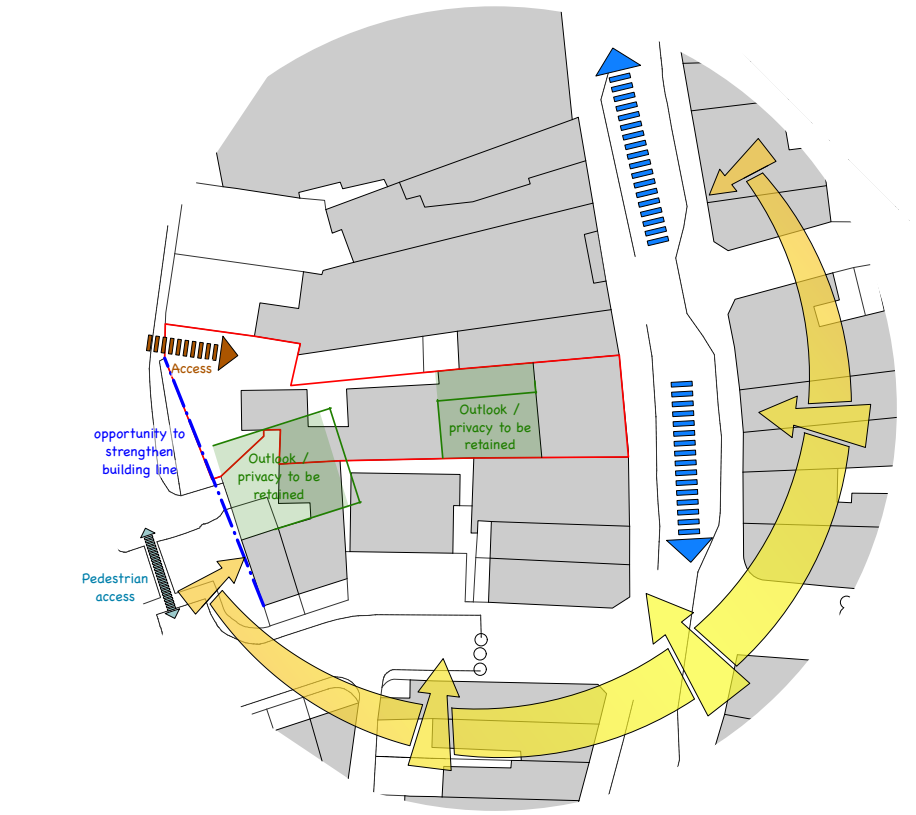 Access
Outlook /
privacy to be
retained
opportunity to
strengthen
building line
Outlook /
privacy to be
retained
Pedestrian
access